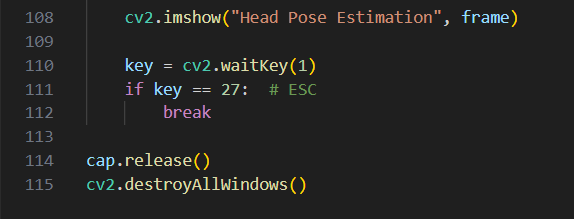 108 cv2.imshow("Head Pose Estimation", frame)
109
110 key = cv2.waitKey(1)
111 if key == 27:  # ESC
112 break
113
114 cap.release()
115 cv2.destroyAllWindows()